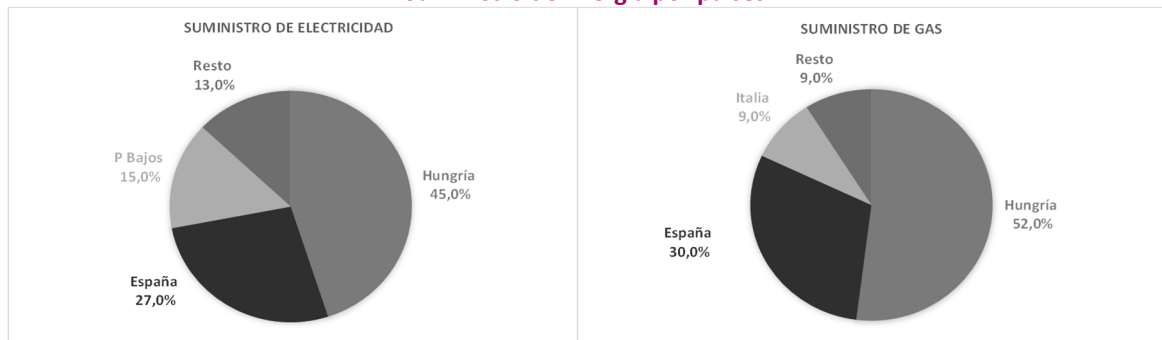 SUMINISTRO DE ELECTRICIDAD
Resto
13,0%
P Bajos
15,0%
Hungría
45,0%
España
27,0%
SUMINISTRO DE GAS
Resto
9,0%
Italia
9,0%
Hungría
52,0%
España
30,0%